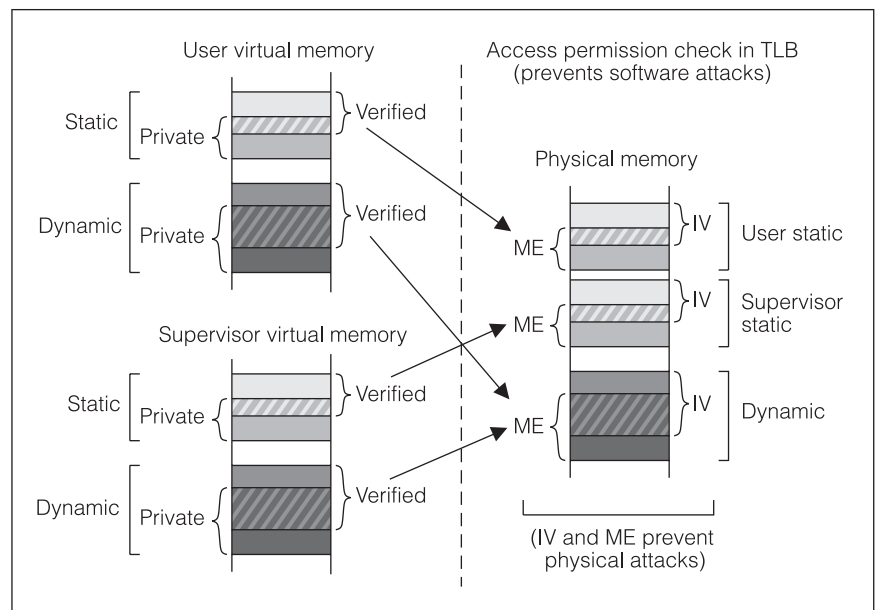 User virtual memory
Static
Private
Verified
Dynamic
Private
Verified
Supervisor virtual memory
Static
Private
Verified
Dynamic
Private
Verified
Access permission check in TLB
(prevents software attacks)
Physical memory
ME
IV
User static
ME
IV
Supervisor
static
ME
IV
Dynamic
(IV and ME prevent
physical attacks)